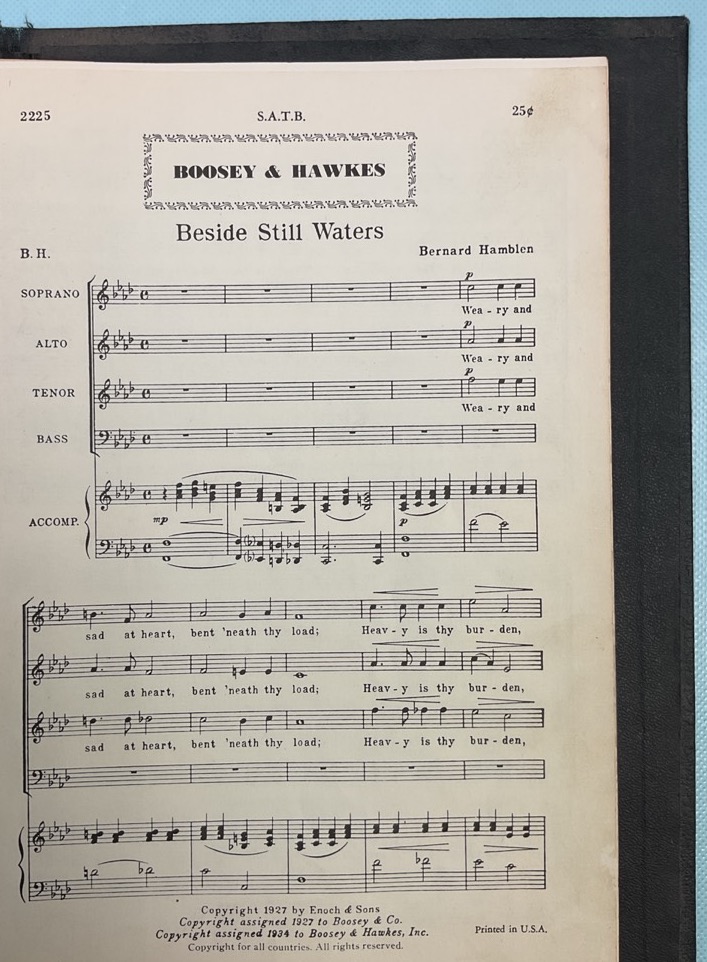 2225 S.A.T.B. 25¢
BOOSEY & HAWKES
Beside Still Waters
B. H. Bernard Hamblen
SOPRANO
p
Wea - ry and
ALTO
p
Wea - ry and
TENOR
p
Wea - ry and
BASS
ACCOMP.
mp p
sad at heart, bent 'neath thy load; Heav - y is thy bur - den,
sad at heart, bent 'neath thy load; Heav - y is thy bur - den,
sad at heart, bent 'neath thy load; Heav - y is thy bur - den,
Copyright 1927 by Enoch & Sons
Copyright assigned 1927 to Boosey & Co.
Copyright assigned 1934 to Boosey & Hawkes, Inc. Printed in U.S.A.
Copyright for all countries. All rights reserved.